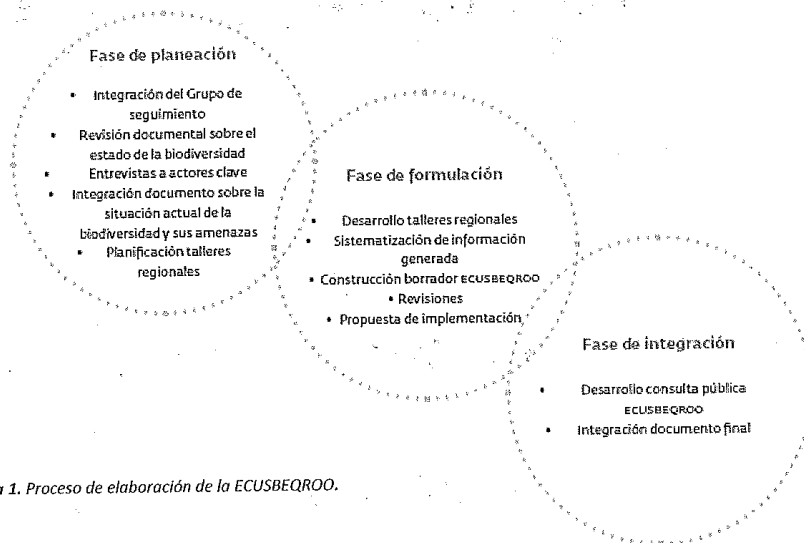 Fase de planeación
• Integración del Grupo de
seguimiento
• Revisión documental sobre el
estado de la biodiversidad
• Entrevistas a actores clave
• Integración documento sobre la
situación actual de la
biodiversidad y sus amenazas
• Planificación talleres
regionales
Fase de formulación
• Desarrollo talleres regionales
• Sistematización de información
generada
• Construcción borrador ECUSBEQROO
• Revisiones
• Propuesta de implementación
Fase de integración
• Desarrollo consulta pública
ECUSBEQROO
• Integración documento final
1. Proceso de elaboración de la ECUSBEQROO.